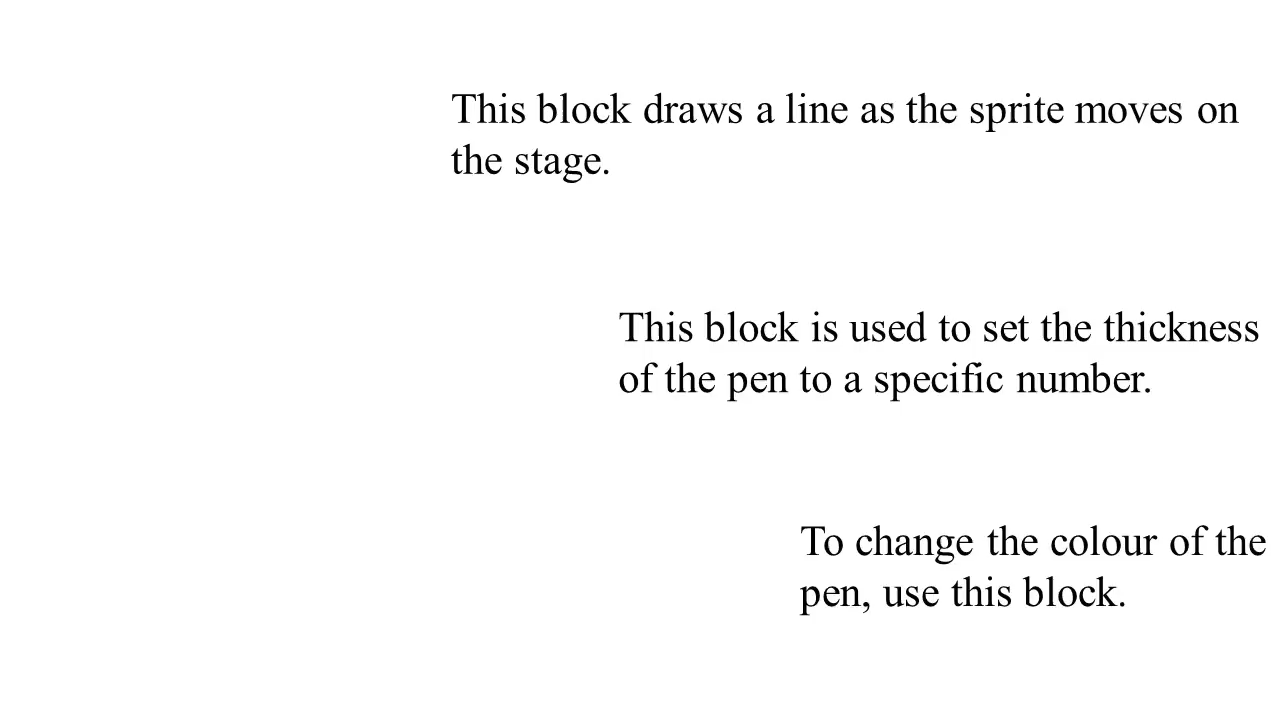 This block draws a line as the sprite moves on
the stage.
This block is used to set the thickness
of the pen to a specific number.
To change the colour of the
pen, use this block.